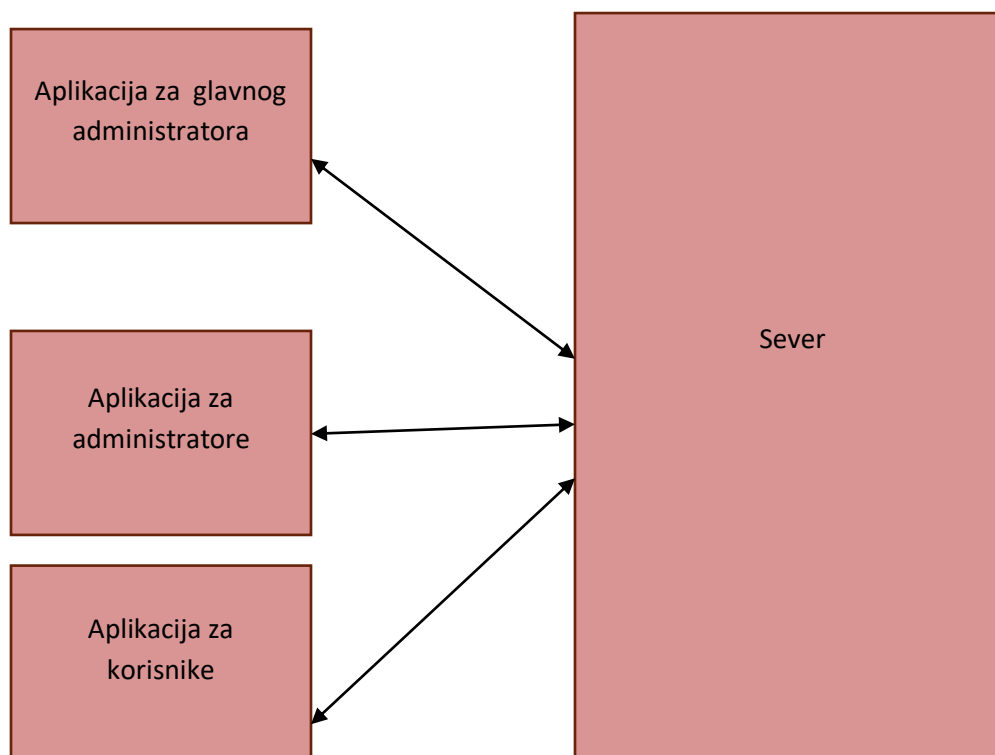 Aplikacija za  glavnog
administratora
Sever
Aplikacija za
administratore
Aplikacija za
korisnike